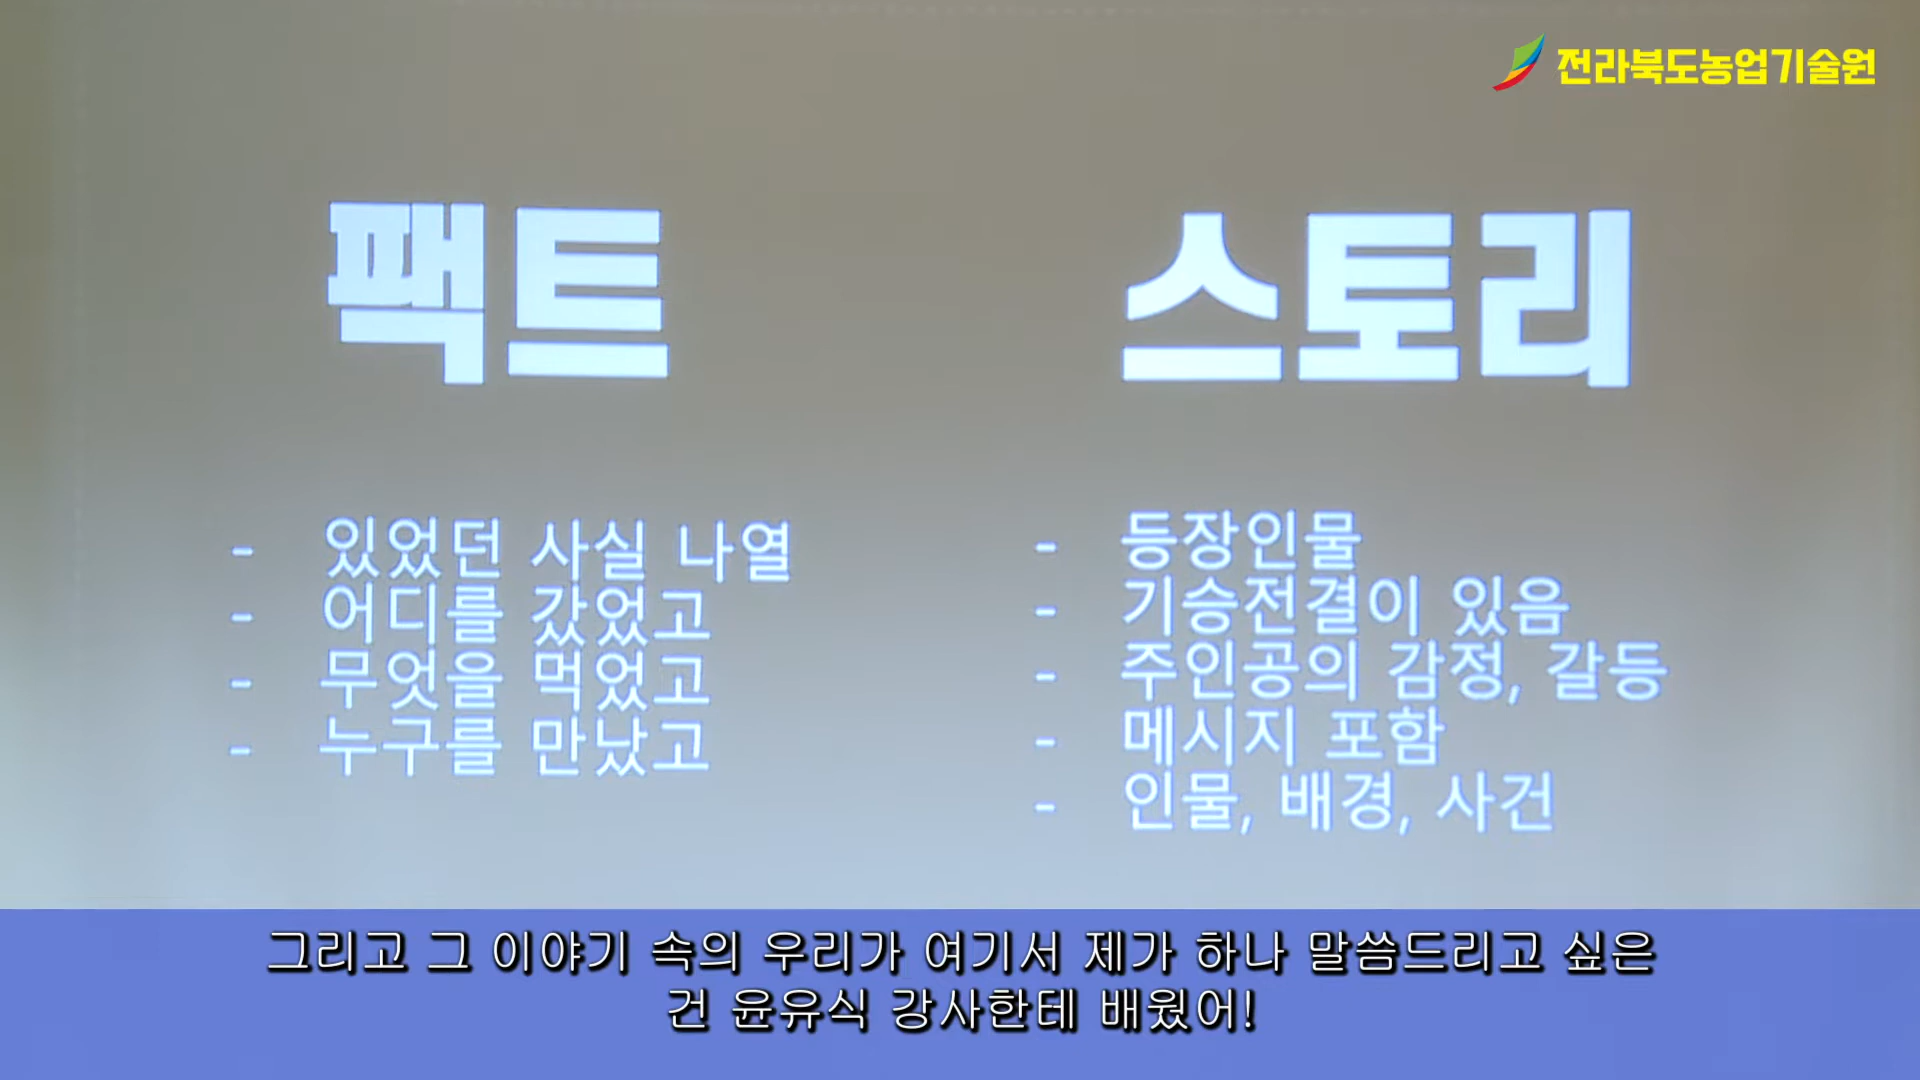 전라북도농업기술원
팩트
- 있었던 사실 나열
- 어디를 갔었고
- 무엇을 먹었고
- 누구를 만났고
스토리
- 등장인물
- 기승전결이 있음
- 주인공의 감정, 갈등
- 메시지 포함
- 인물, 배경, 사건
그리고 그 이야기 속의 우리가 여기서 제가 하나 말씀드리고 싶은
건 윤유식 강사한테 배웠어!